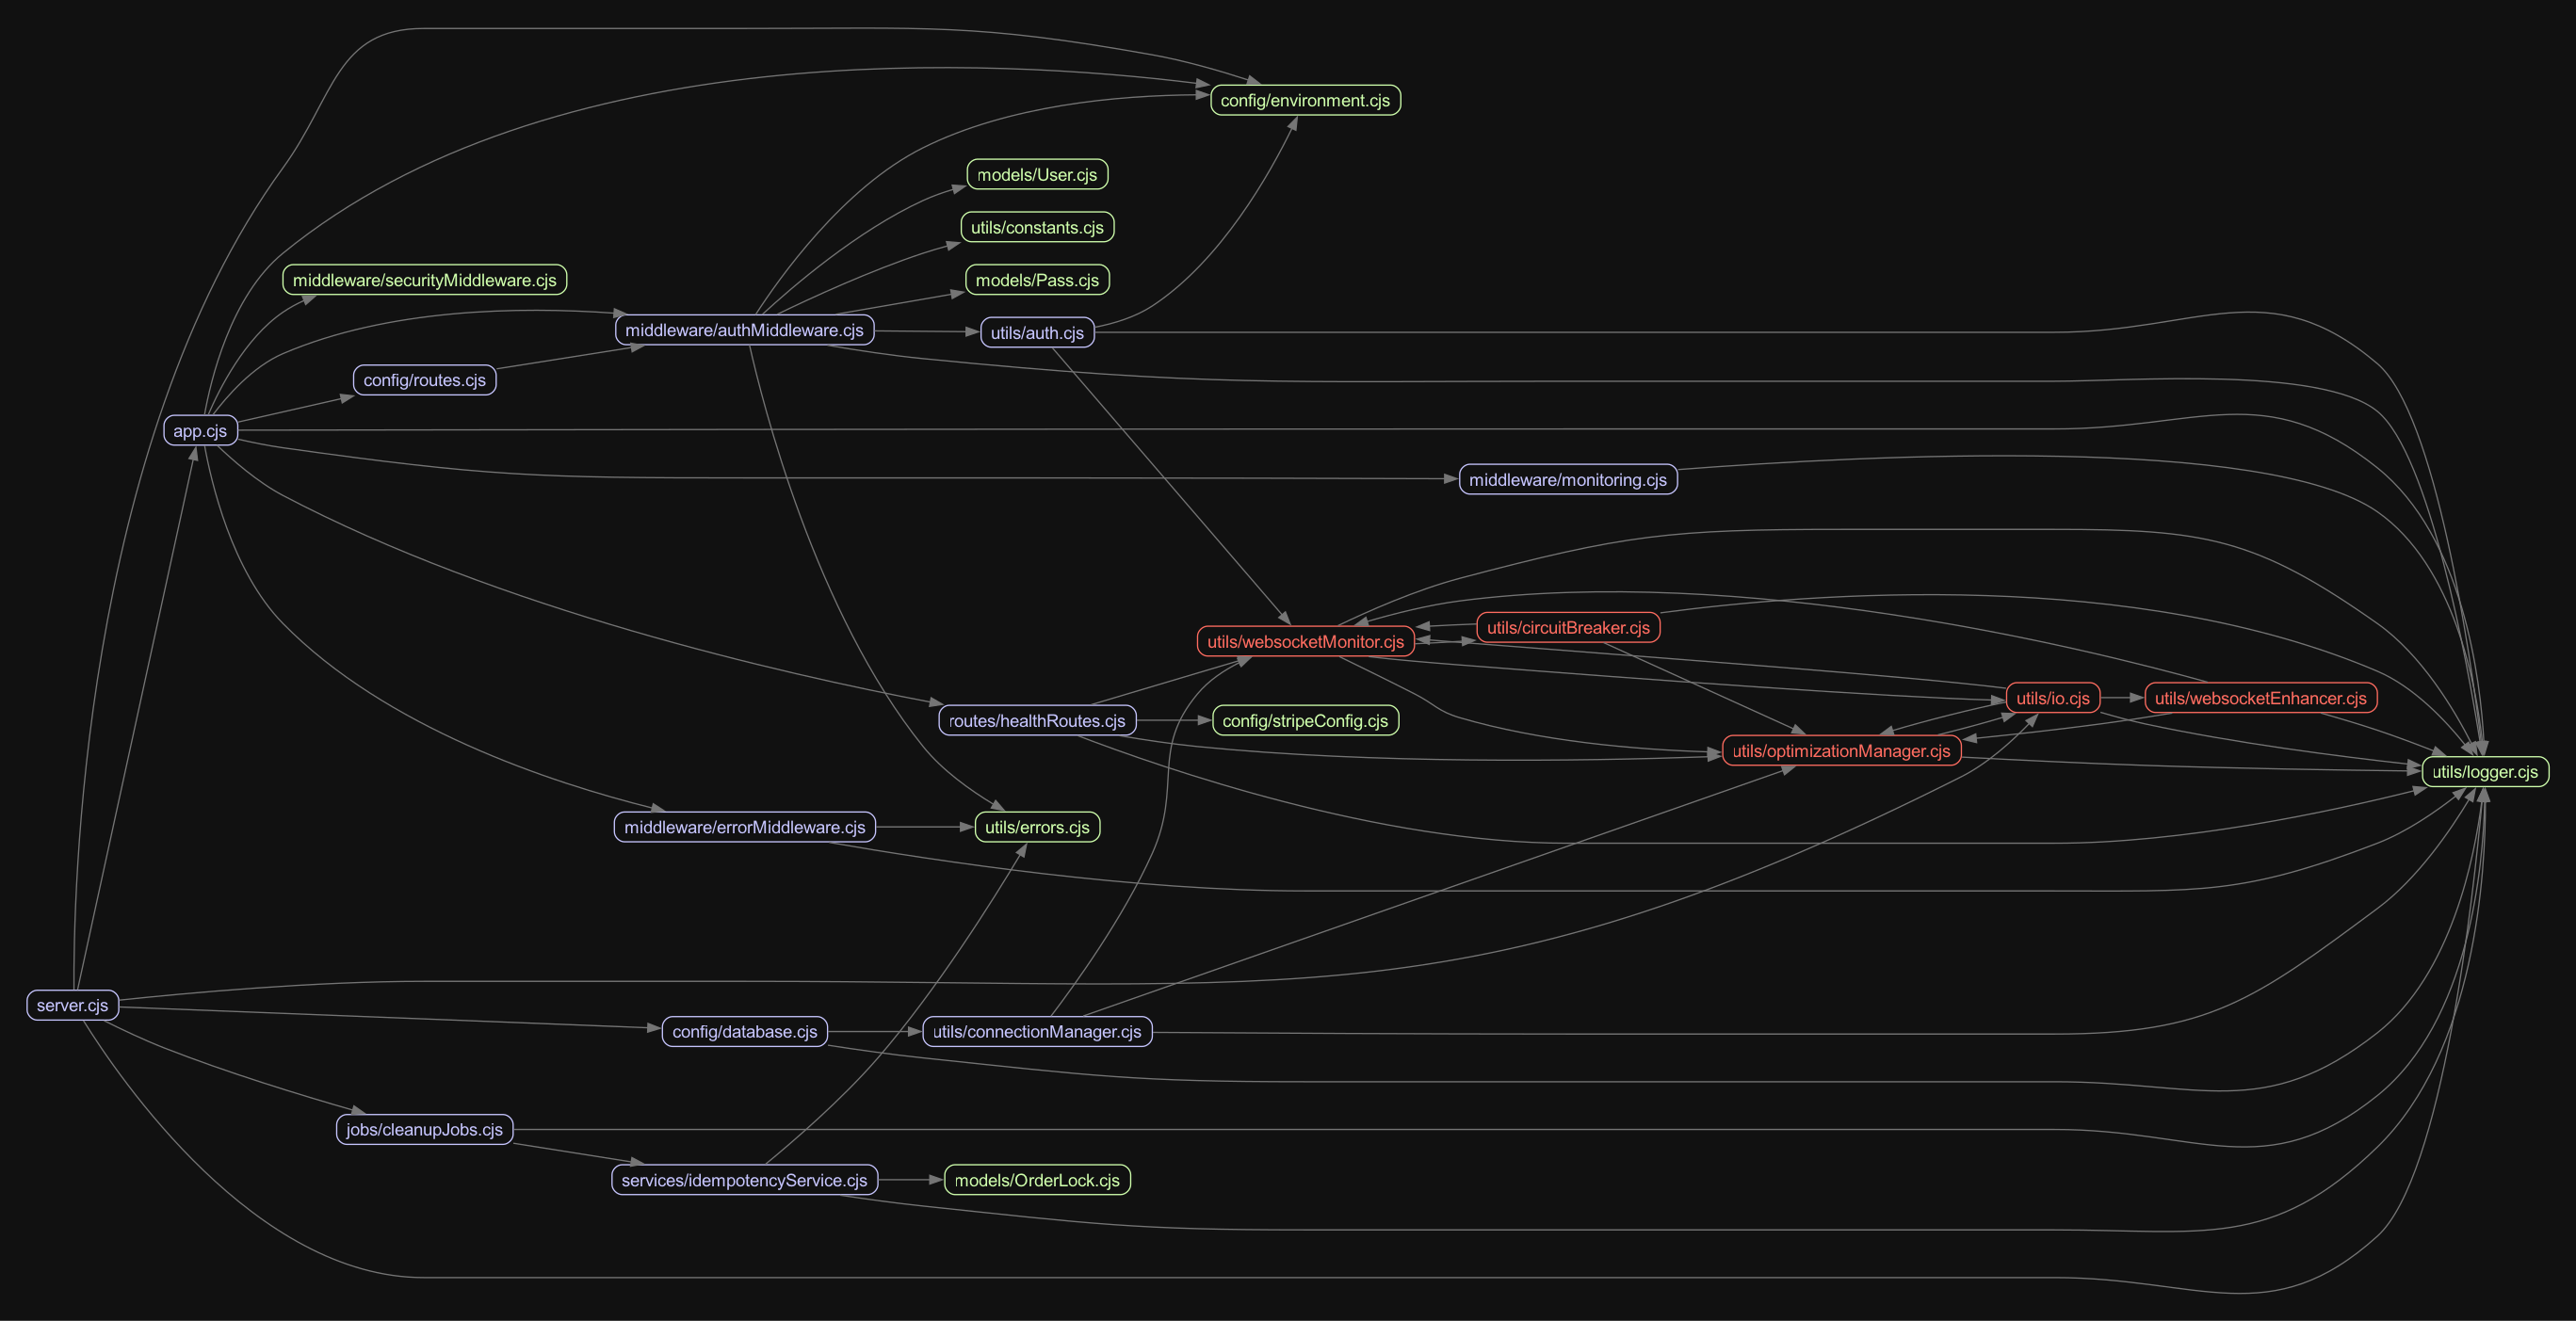 config/environment.cjs
models/User.cjs
utils/constants.cjs
middleware/securityMiddleware.cjs
models/Pass.cjs
middleware/authMiddleware.cjs
utils/auth.cjs
config/routes.cjs
app.cjs
middleware/monitoring.cjs
utils/circuitBreaker.cjs
utils/websocketMonitor.cjs
utils/io.cjs
utils/websocketEnhancer.cjs
routes/healthRoutes.cjs
config/stripeConfig.cjs
utils/optimizationManager.cjs
utils/logger.cjs
middleware/errorMiddleware.cjs
utils/errors.cjs
server.cjs
config/database.cjs
utils/connectionManager.cjs
jobs/cleanupJobs.cjs
services/idempotencyService.cjs
models/OrderLock.cjs